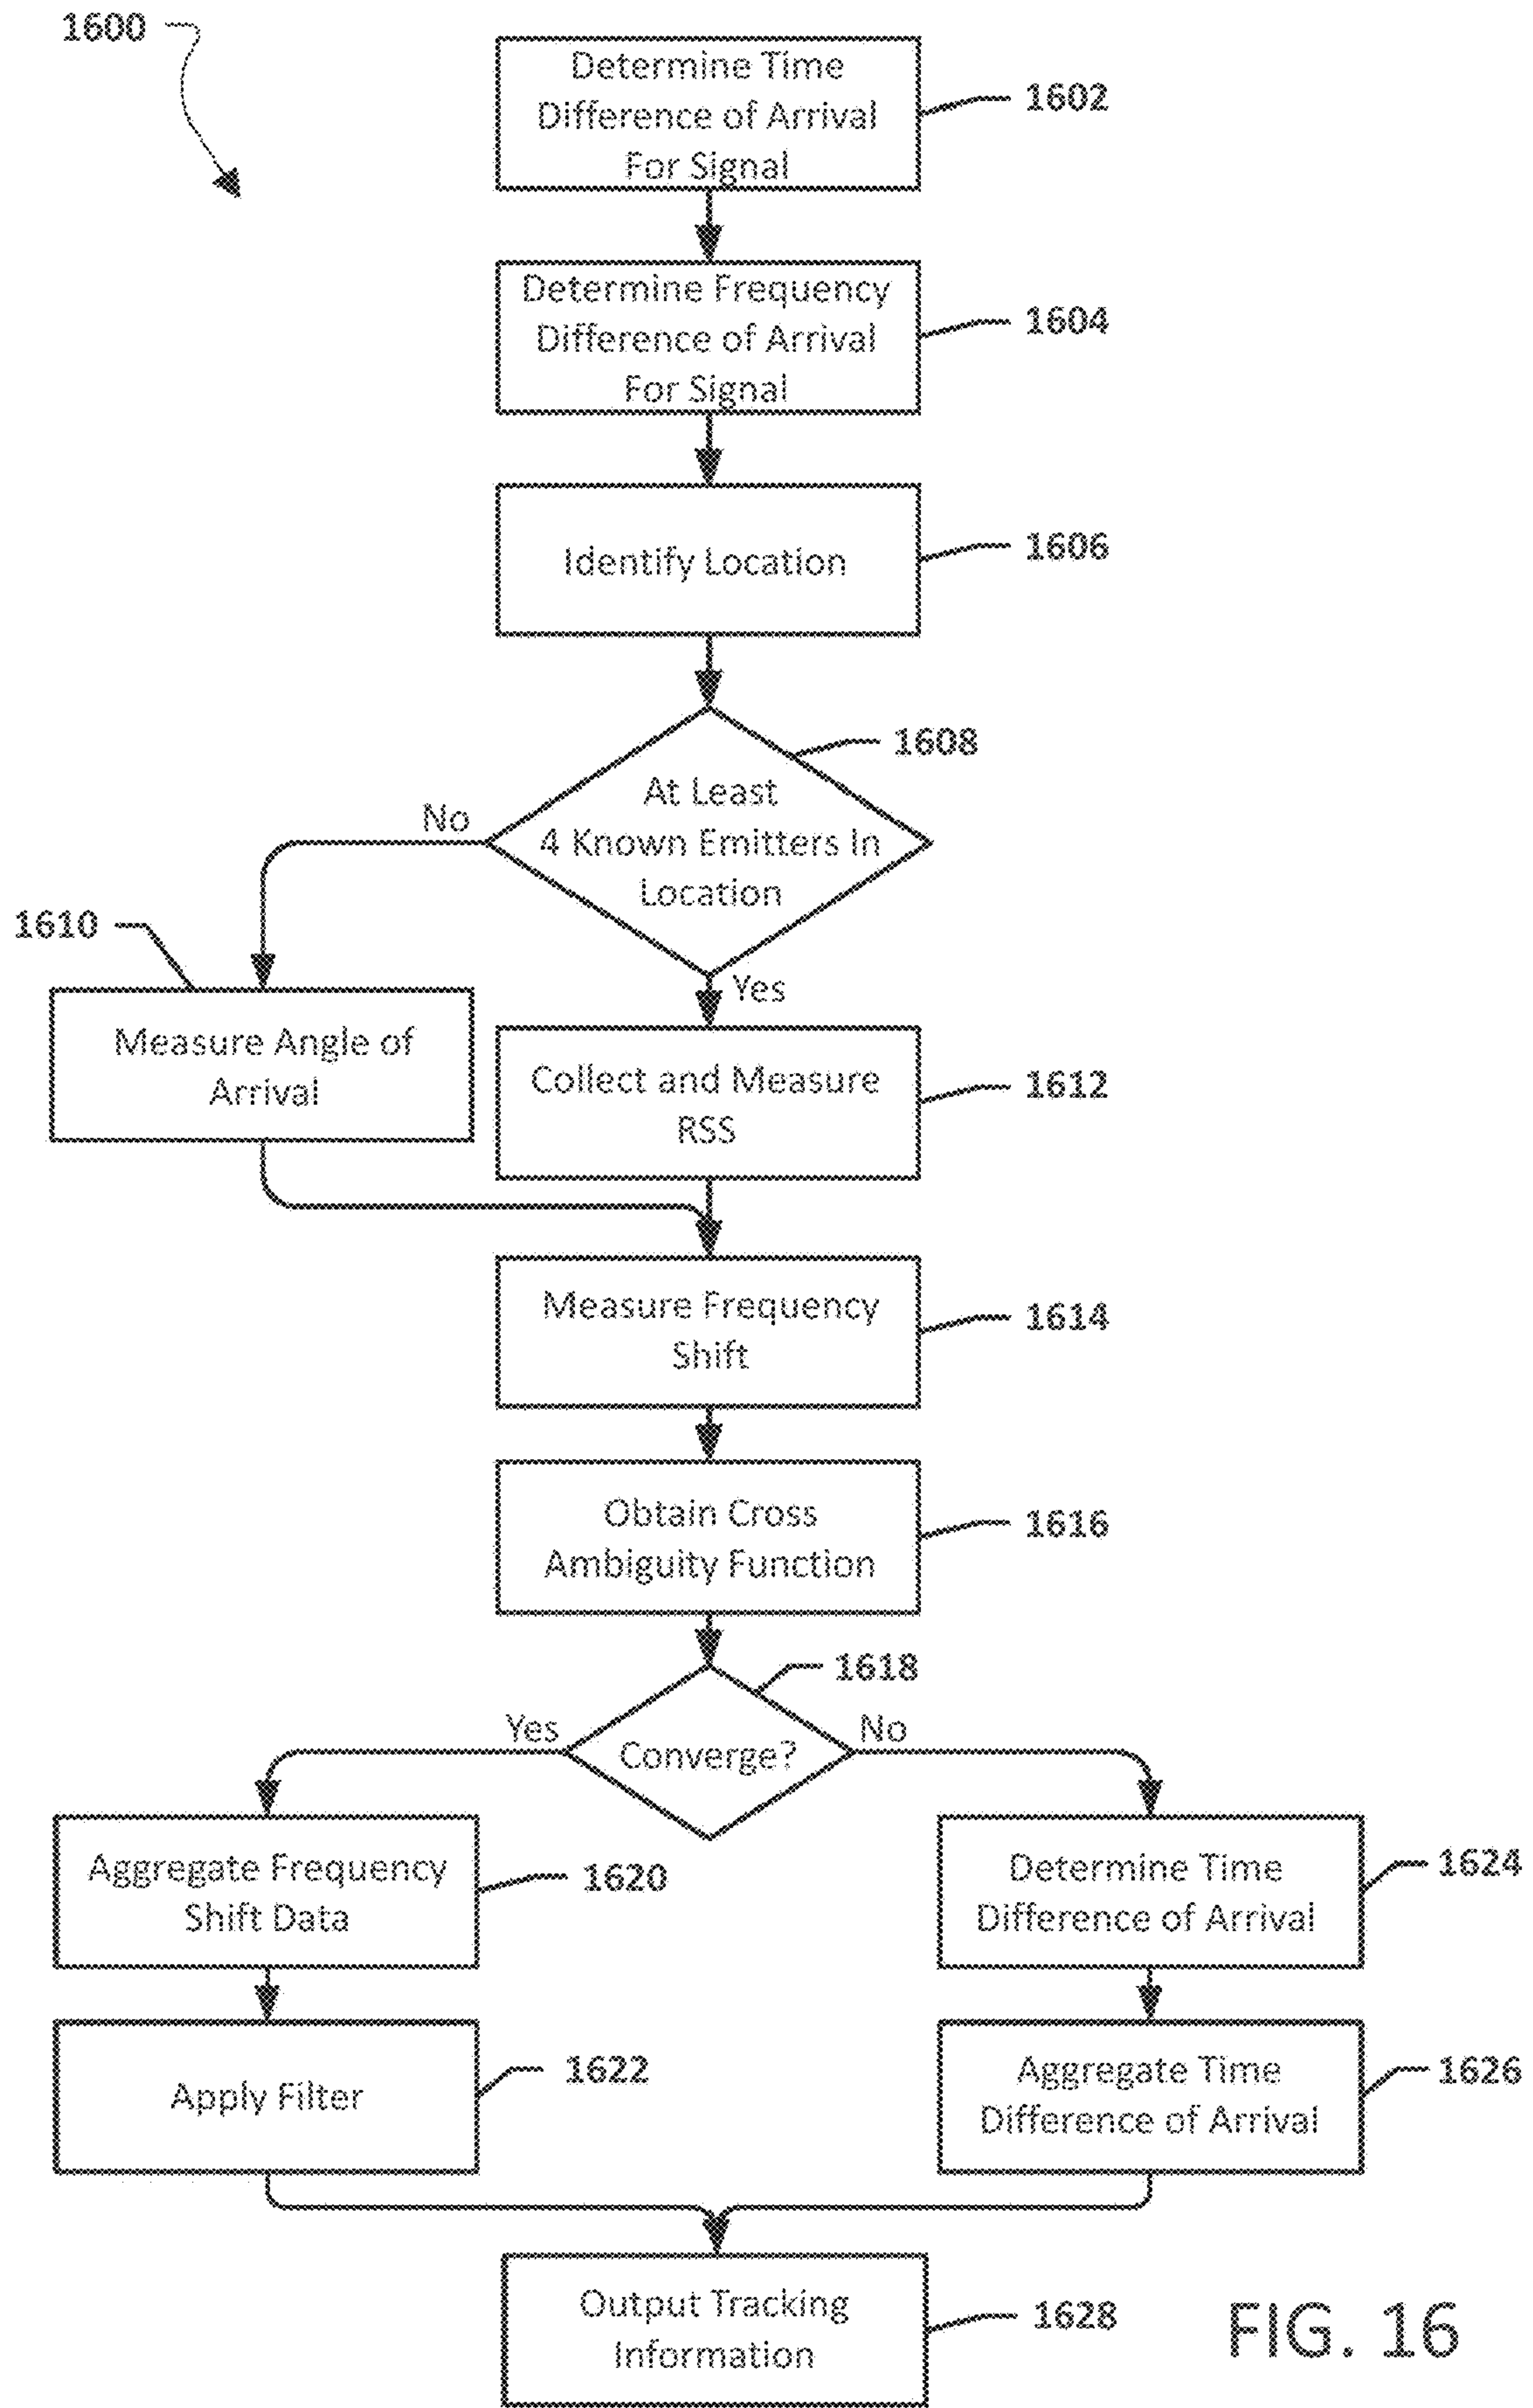 1600
Determine Time
Difference of Arrival
For Signal
1602
Determine Frequency
Difference of Arrival
For Signal
1604
Identify Location
1606
1608
At Least
4 Known Emitters In
Location
No
Yes
1610
Measure Angle of
Arrival
Collect and Measure
RSS
1612
Measure Frequency
Shift
1614
Obtain Cross
Ambiguity Function
1616
1618
Converge?
Yes
No
Aggregate Frequency
Shift Data
1620
Determine Time
Difference of Arrival
1624
Apply Filter
1622
Aggregate Time
Difference of Arrival
1626
Output Tracking
Information
1628
FIG. 16